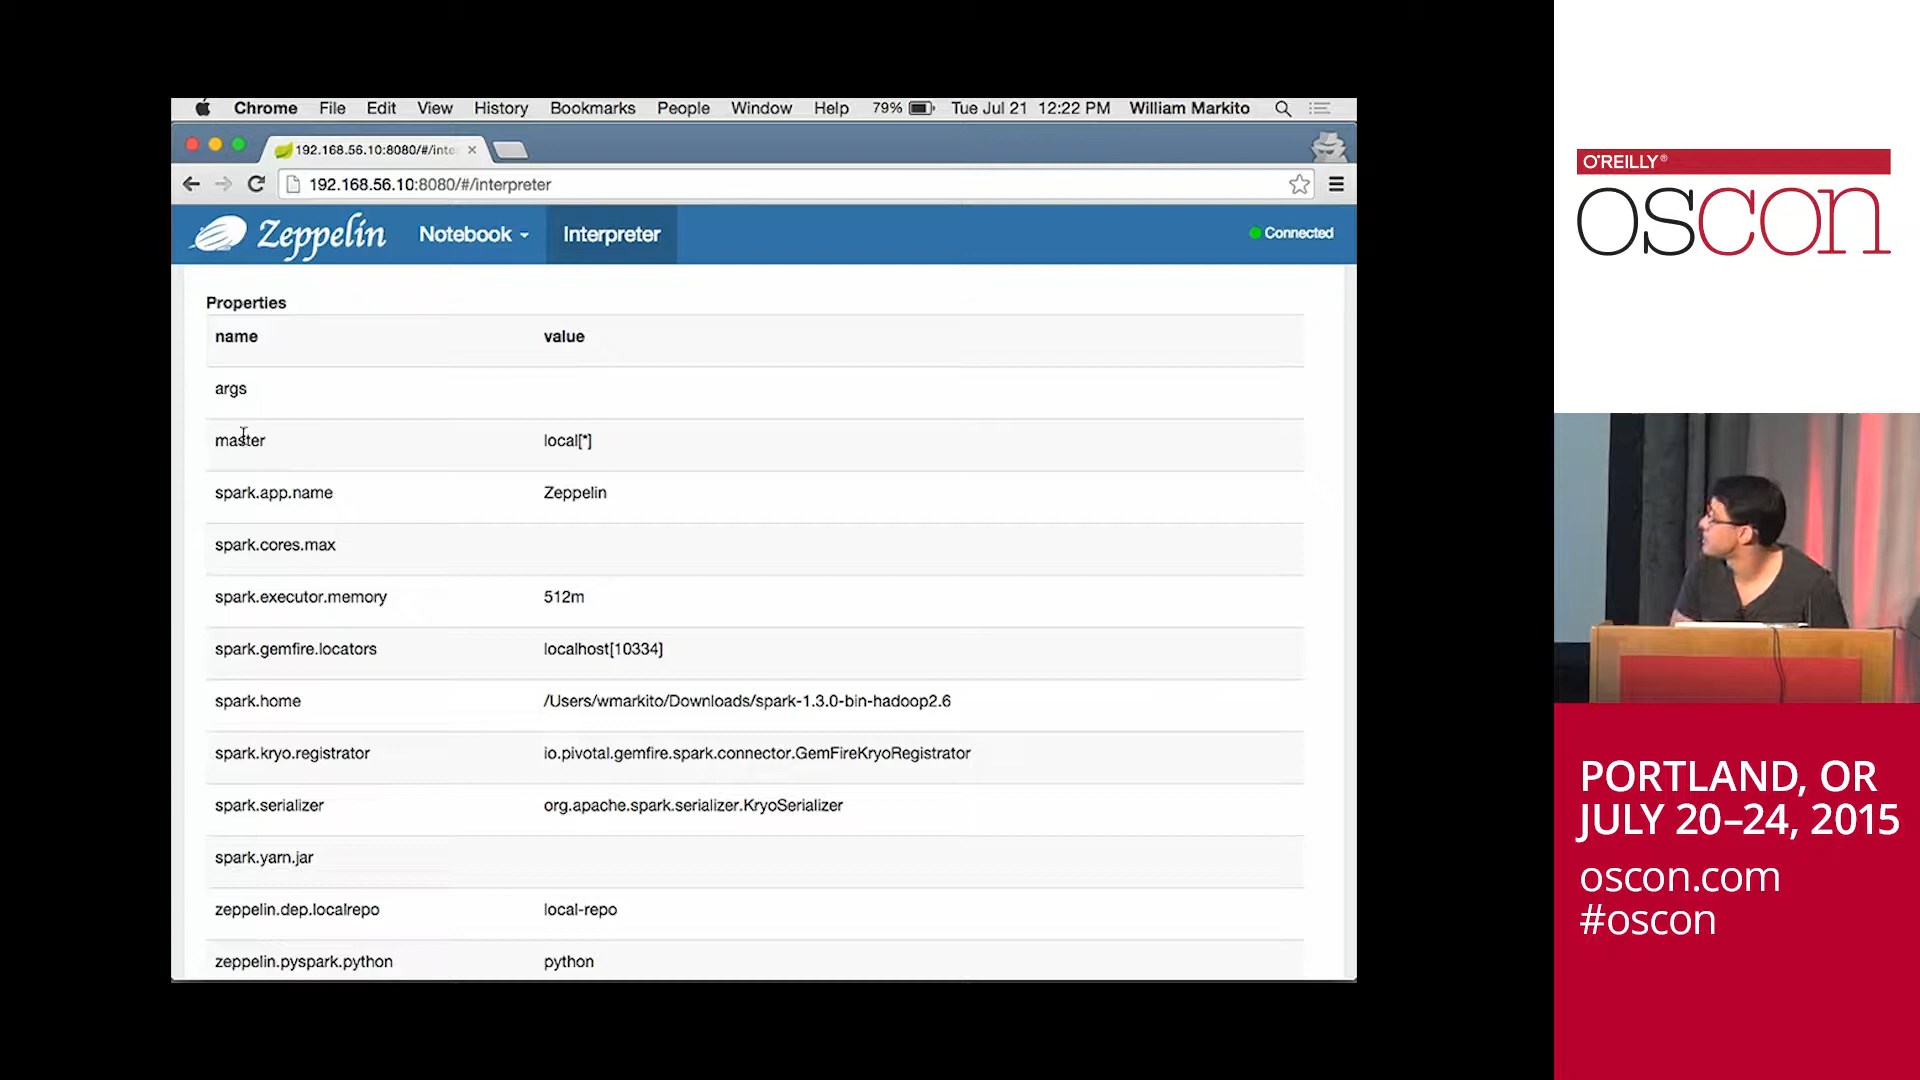 Chrome File Edit View History Bookmarks People Window Help 79% Tue Jul 21 12:22 PM William Markito
192.168.56.10:8080/#/inte
192.168.56.10:8080/#/interpreter
Zeppelin Notebook Interpreter Connected
Properties
name value
args
master local[*]
spark.app.name Zeppelin
spark.cores.max
spark.executor.memory 512m
spark.gemfire.locators localhost[10334]
spark.home /Users/wmarkito/Downloads/spark-1.3.0-bin-hadoop2.6
spark.kryo.registrator io.pivotal.gemfire.spark.connector.GemFireKryoRegistrator
spark.serializer org.apache.spark.serializer.KryoSerializer
spark.yarn.jar
zeppelin.dep.localrepo local-repo
zeppelin.pyspark.python python
O'REILLY®
oscon
PORTLAND, OR
JULY 20–24, 2015
oscon.com
#oscon